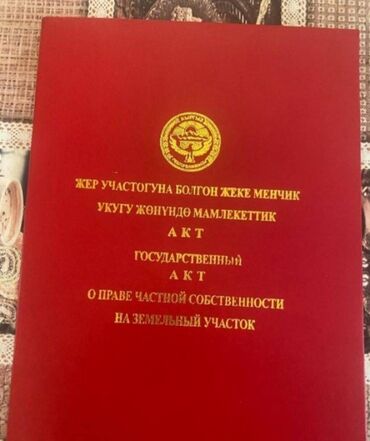 ЖЕР УЧАСТОГУНА БОЛГОН ЖЕКЕ МЕНЧИК
УКУГУ ЖӨНҮНДӨ МАМЛЕКЕТТИК
АКТ
ГОСУДАРСТВЕННЫЙ
АКТ
О ПРАВЕ ЧАСТНОЙ СОБСТВЕННОСТИ
НА ЗЕМЕЛЬНЫЙ УЧАСТОК